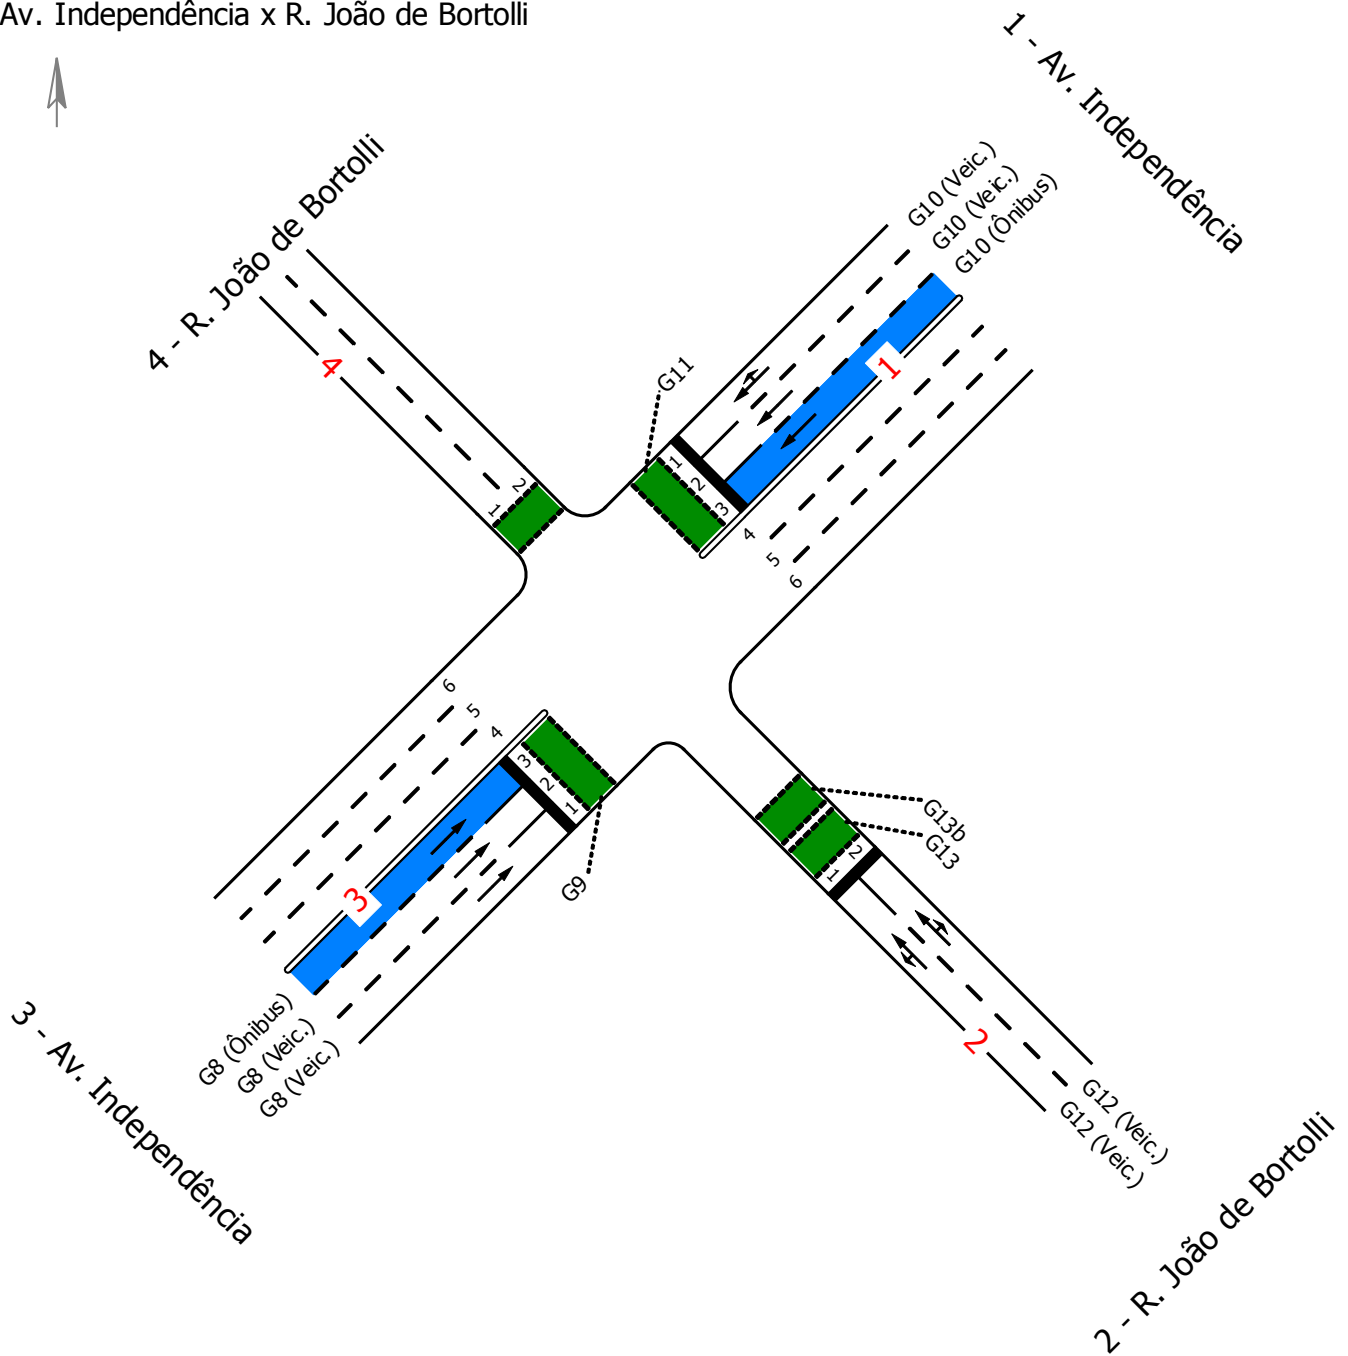 Av. Independência x R. João de Bortolli
1 - Av. Independência
4 - R. João de Bortolli
G10 (Veic.)
G10 (Veic.)
G10 (Ônibus)
1
4
G11
1
2
3
4
5
6
2
1
6
5
4
3
2
1
3
G9
G13b
G13
2
1
2
G8 (Ônibus)
G8 (Veic.)
G8 (Veic.)
3 - Av. Independência
G12 (Veic.)
G12 (Veic.)
2 - R. João de Bortolli